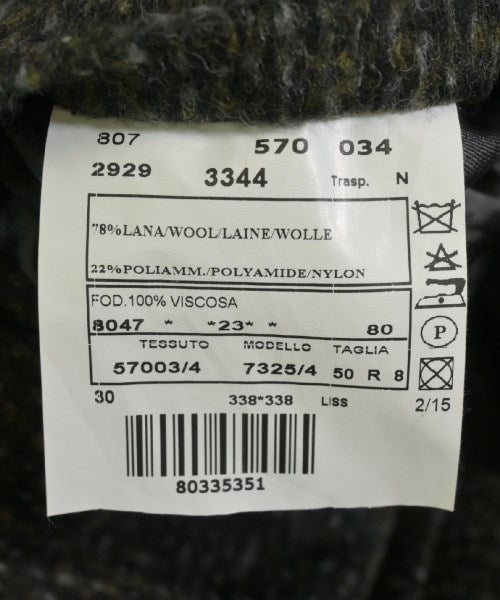 807 570 034
2929 3344 Trasp. N
78%LANA/WOOL/LAINE/WOLLE
22%POLIAMM./POLYAMIDE/NYLON
FOD.100% VISCOSA
8047 * *23* * 80
TESSUTO MODELLO TAGLIA
57003/4 7325/4 50 R 8
P
30 338*338 LISS 2/15
80335351